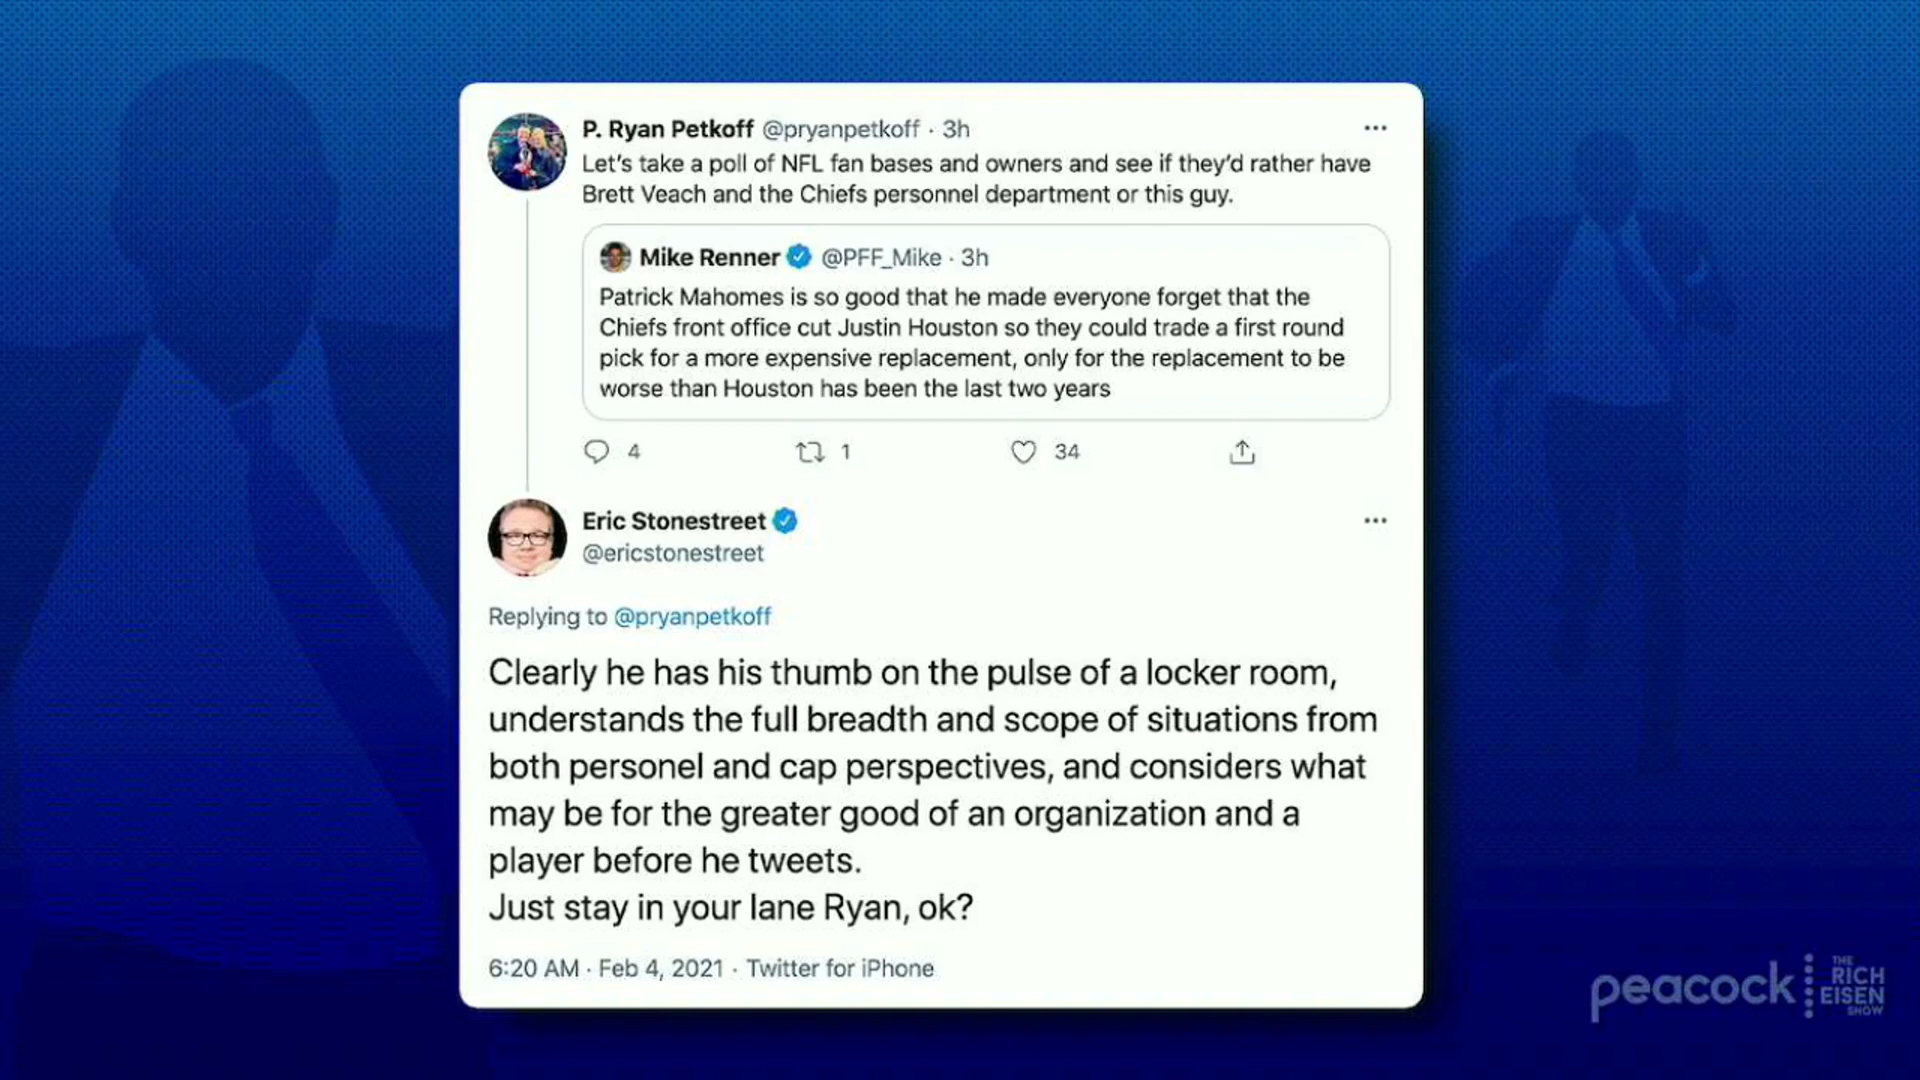 P. Ryan Petkoff @pryanpetkoff · 3h
Let's take a poll of NFL fan bases and owners and see if they'd rather have
Brett Veach and the Chiefs personnel department or this guy.
Mike Renner @PFF_Mike · 3h
Patrick Mahomes is so good that he made everyone forget that the
Chiefs front office cut Justin Houston so they could trade a first round
pick for a more expensive replacement, only for the replacement to be
worse than Houston has been the last two years
4 1 34
Eric Stonestreet
@ericstonestreet
Replying to @pryanpetkoff
Clearly he has his thumb on the pulse of a locker room,
understands the full breadth and scope of situations from
both personel and cap perspectives, and considers what
may be for the greater good of an organization and a
player before he tweets.
Just stay in your lane Ryan, ok?
6:20 AM · Feb 4, 2021 · Twitter for iPhone
peacock
THE
RICH
EISEN
SHOW